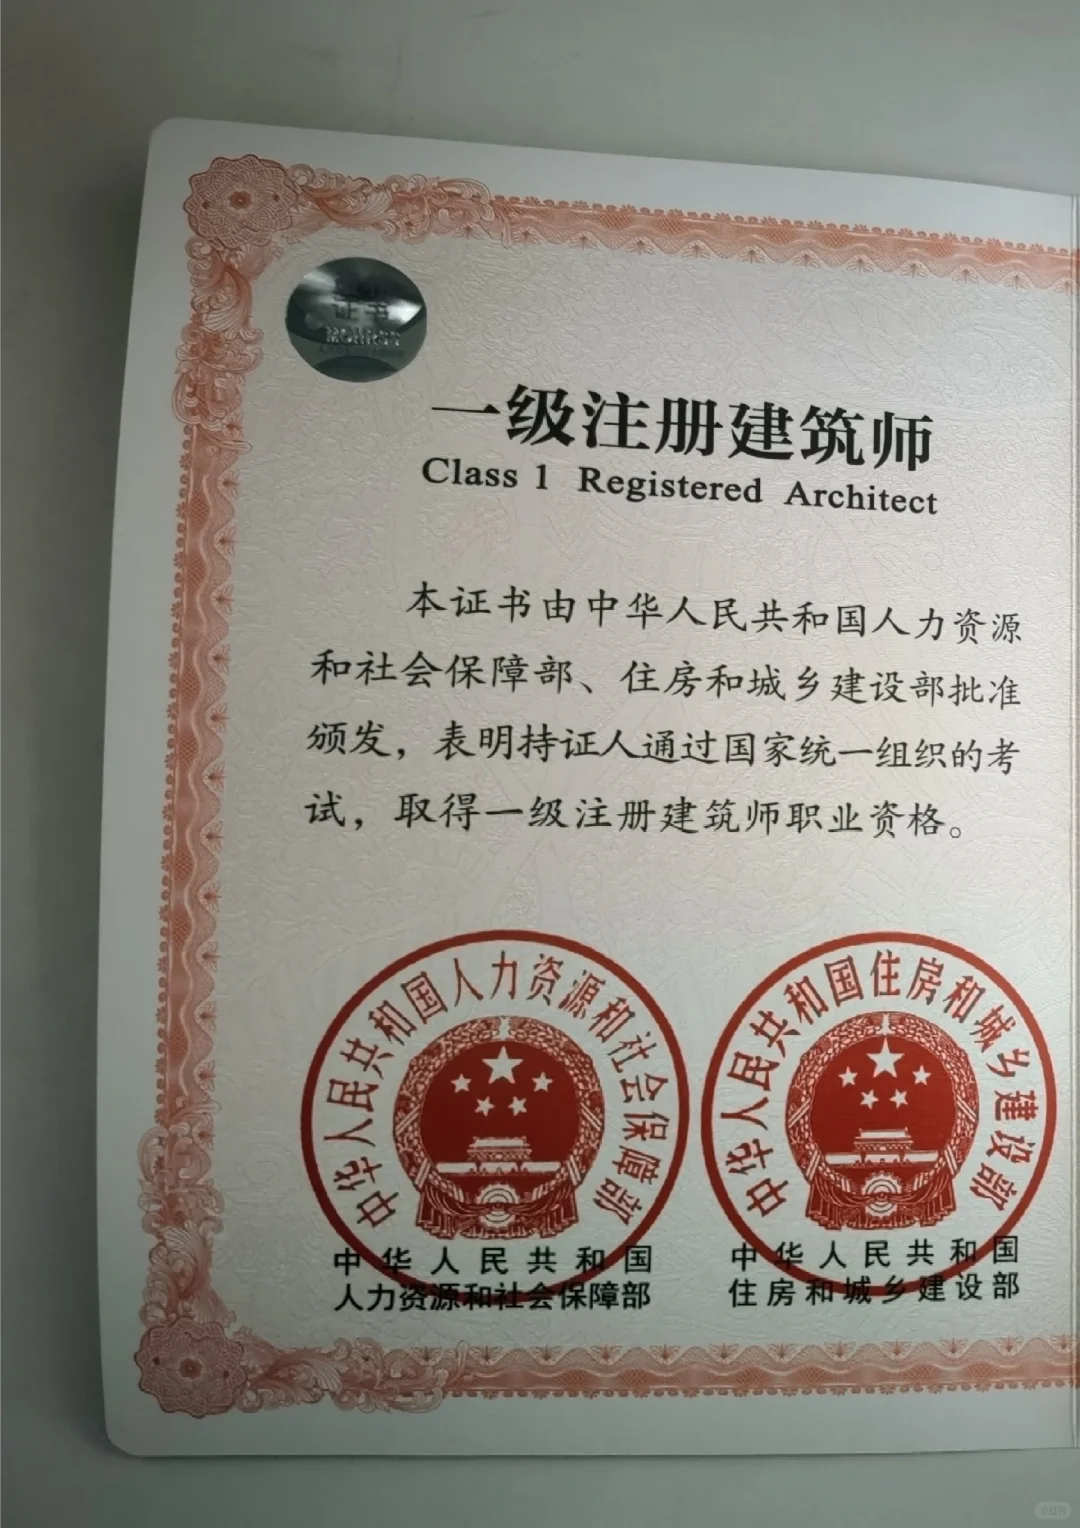 证书
MOHRSS
一级注册建筑师
Class 1 Registered Architect
本证书由中华人民共和国人力资源
和社会保障部、住房和城乡建设部批准
颁发，表明持证人通过国家统一组织的考
试，取得一级注册建筑师职业资格。
中华人民共和国人力资源和社会保障部
中华人民共和国住房和城乡建设部
中华人民共和国
人力资源和社会保障部
中华人民共和国
住房和城乡建设部
小红书